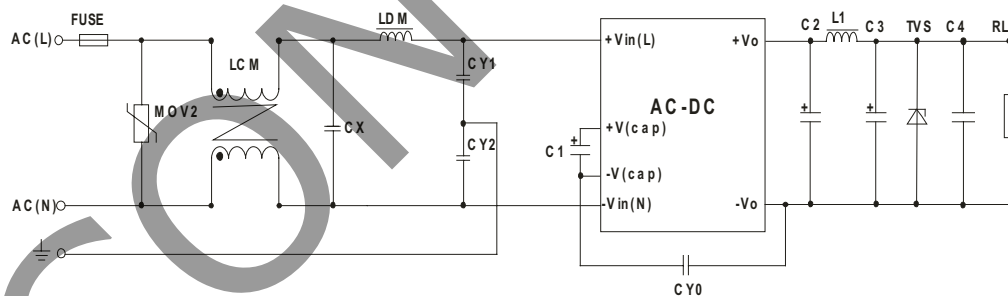 FUSE
LDM
C2
L1
C3
TVS
C4
RL
AC(L)
+Vin(L)
+Vo
LCM
CY1
MOV2
AC-DC
CX
+V(cap)
CY2
C1
-V(cap)
AC(N)
-Vin(N)
-Vo
CY0